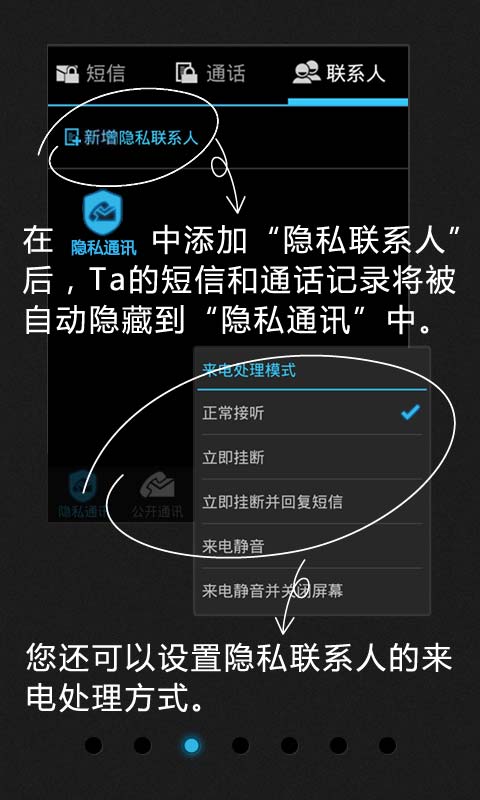 短信 通话 联系人
新增隐私联系人
在 隐私通讯 中添加“隐私联系人”
后，Ta的短信和通话记录将被
自动隐藏到“隐私通讯”中。
来电处理模式
正常接听
立即挂断
立即挂断并回复短信
隐私通讯 公开通讯
来电静音
来电静音并关闭屏幕
您还可以设置隐私联系人的来
电处理方式。